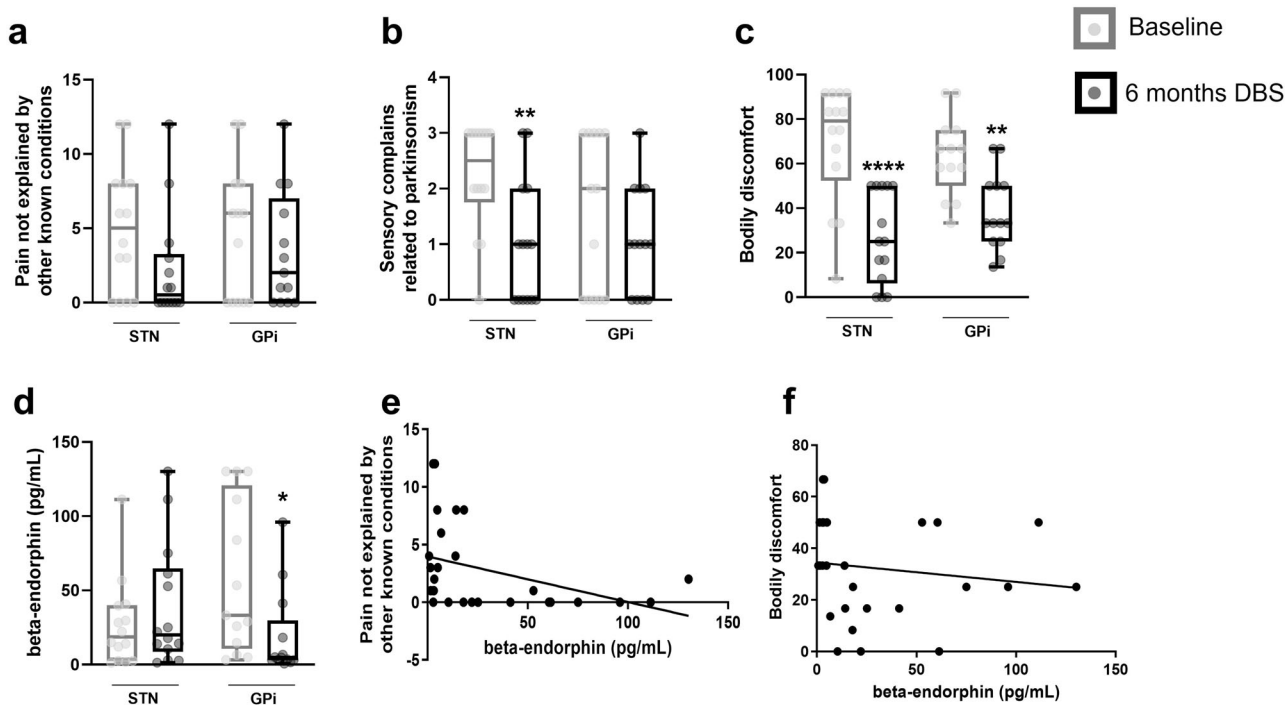 a
Pain not explained by
other known conditions
15
10
5
0
STN
GPi
b
Sensory complains
related to parkinsonism
4
3
2
1
0
**
STN
GPi
c
Bodily discomfort
100
80
60
40
20
0
****
**
STN
GPi
Baseline
6 months DBS
d
beta-endorphin (pg/mL)
150
100
50
0
*
STN
GPi
e
Pain not explained by
other known conditions
15
10
5
0
-5
50
100
150
beta-endorphin (pg/mL)
f
Bodily discomfort
80
60
40
20
0
0
50
100
150
beta-endorphin (pg/mL)